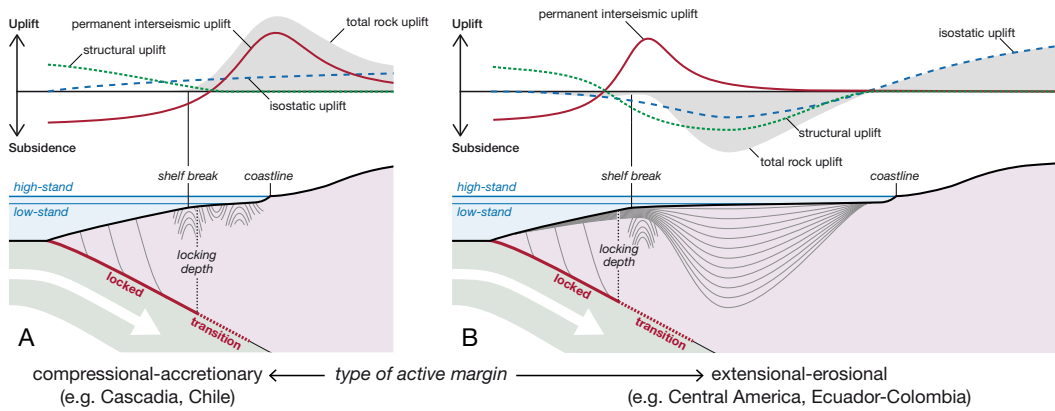 Uplift
Subsidence
permanent interseismic uplift
total rock uplift
structural uplift
isostatic uplift
shelf break
coastline
high-stand
low-stand
locking
depth
locked
transition
A
permanent interseismic uplift
isostatic uplift
Uplift
Subsidence
structural uplift
total rock uplift
shelf break
coastline
high-stand
low-stand
locking
depth
locked
transition
B
compressional-accretionary
(e.g. Cascadia, Chile)
type of active margin
extensional-erosional
(e.g. Central America, Ecuador-Colombia)